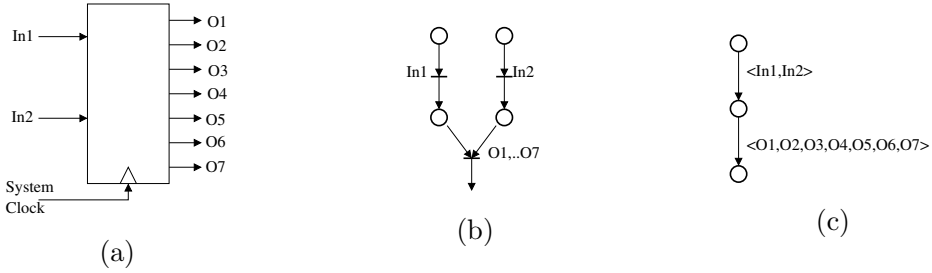 In1
In2
System
Clock
O1
O2
O3
O4
O5
O6
O7
(a)
In1
In2
O1,..O7
(b)
<In1,In2>
<O1,O2,O3,O4,O5,O6,O7>
(c)